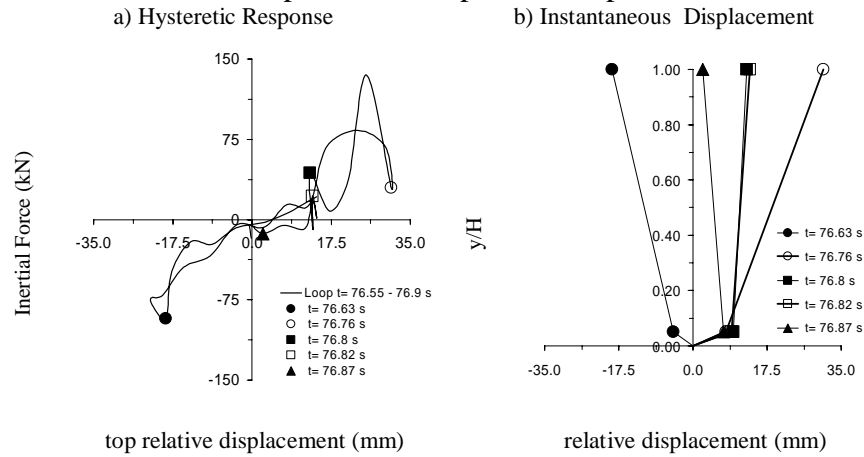 a) Hysteretic Response
150
75
0
-75
-150
-35.0 -17.5 0.0 17.5 35.0
Inertial Force (kN)
Loop t= 76.55 - 76.9 s
t= 76.63 s
t= 76.76 s
t= 76.8 s
t= 76.82 s
t= 76.87 s
top relative displacement (mm)
b) Instantaneous Displacement
1.00
0.80
0.60
0.40
0.20
0.00
-35.0 -17.5 0.0 17.5 35.0
y/H
t= 76.63 s
t= 76.76 s
t= 76.8 s
t= 76.82 s
t= 76.87 s
relative displacement (mm)